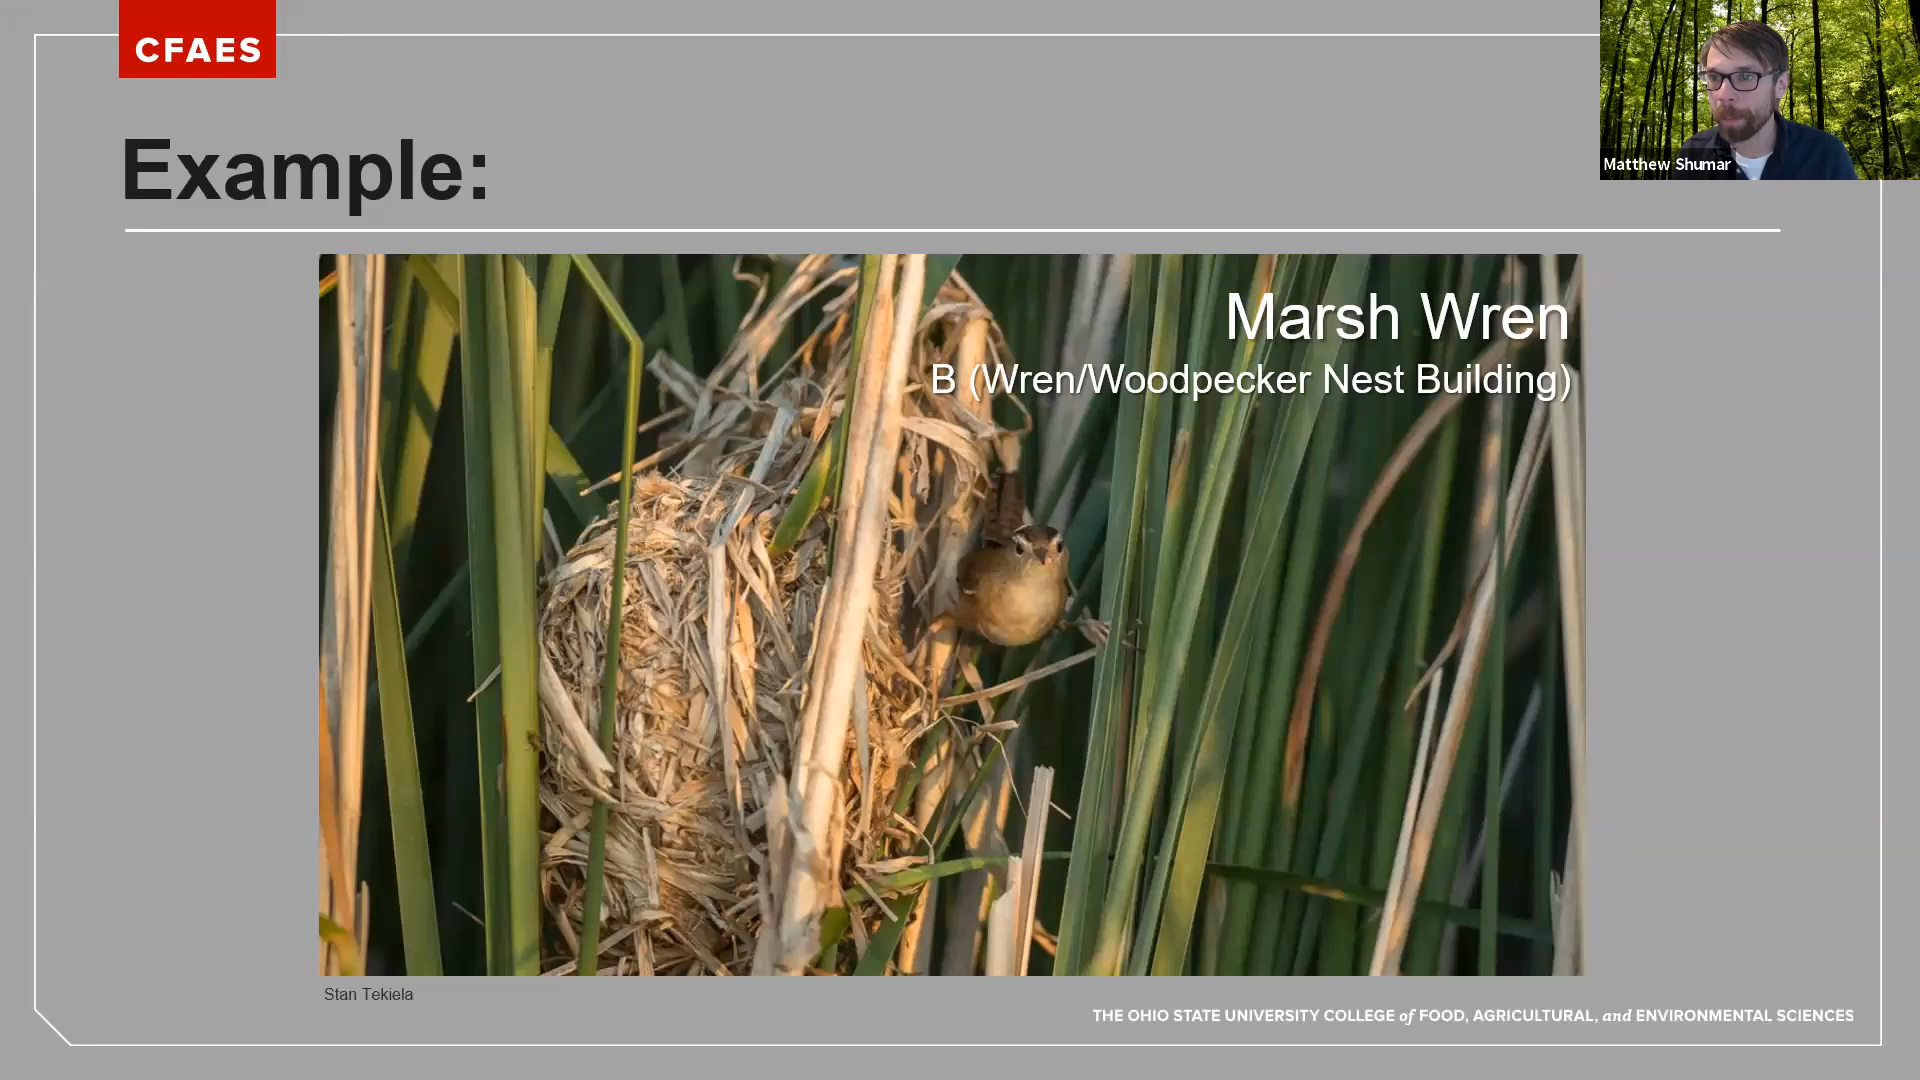 CFAES
Matthew Shumar
Example:
Marsh Wren
B (Wren/Woodpecker Nest Building)
Stan Tekiela
THE OHIO STATE UNIVERSITY COLLEGE of FOOD, AGRICULTURAL, and ENVIRONMENTAL SCIENCES